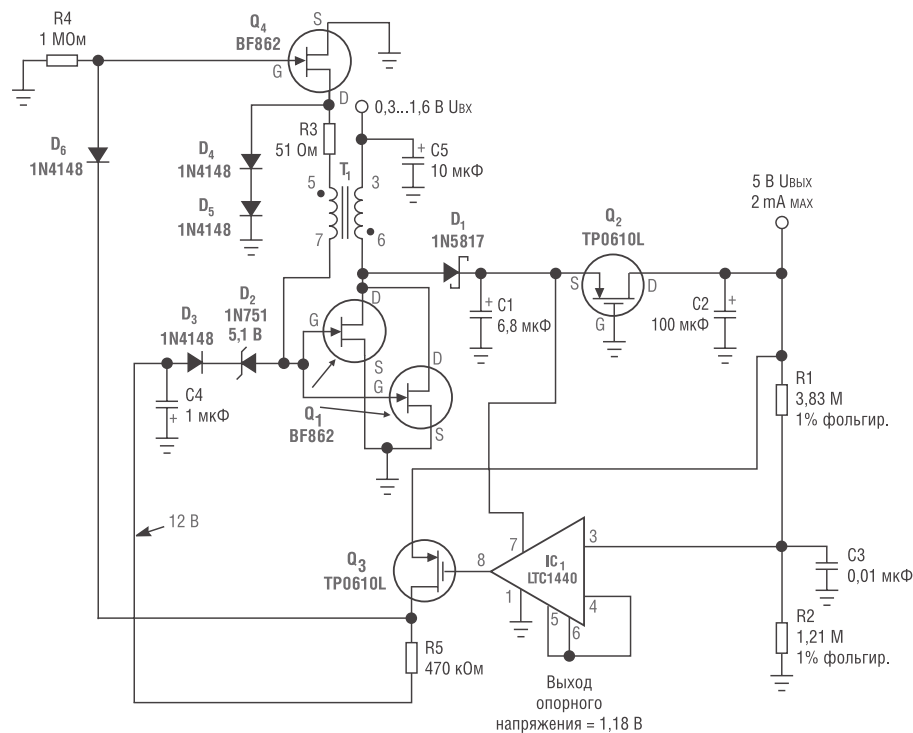 R4
1 МОм
Q4
BF862
S
G
D
0,3...1,6 В UВХ
R3
51 Ом
C5
10 мкФ
+
D6
1N4148
D4
1N4148
D5
1N4148
T1
5
3
7
6
5 В UВЫХ
2 mA MAX
D1
1N5817
Q2
TP0610L
S
D
G
+
C1
6,8 мкФ
+
C2
100 мкФ
D3
1N4148
D2
1N751
5,1 В
G
D
S
D
G
S
Q1
BF862
C4
1 мкФ
+
R1
3,83 М
1% фольгир.
12 В
Q3
TP0610L
8
7
IC1
LTC1440
3
1
4
5
6
C3
0,01 мкФ
R2
1,21 М
1% фольгир.
R5
470 кОм
Выход
опорного
напряжения = 1,18 В